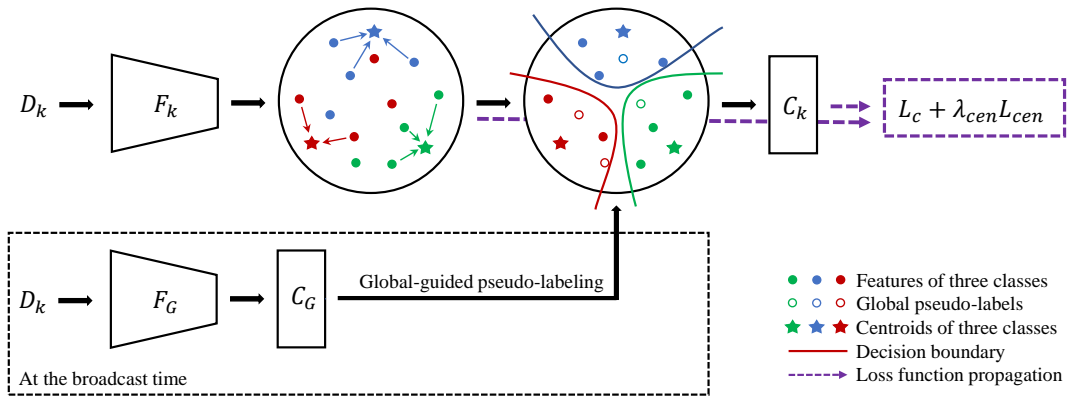 D_k
F_k
C_k
L_c + λ_cen L_cen
D_k
F_G
C_G
Global-guided pseudo-labeling
At the broadcast time
Features of three classes
Global pseudo-labels
Centroids of three classes
Decision boundary
Loss function propagation